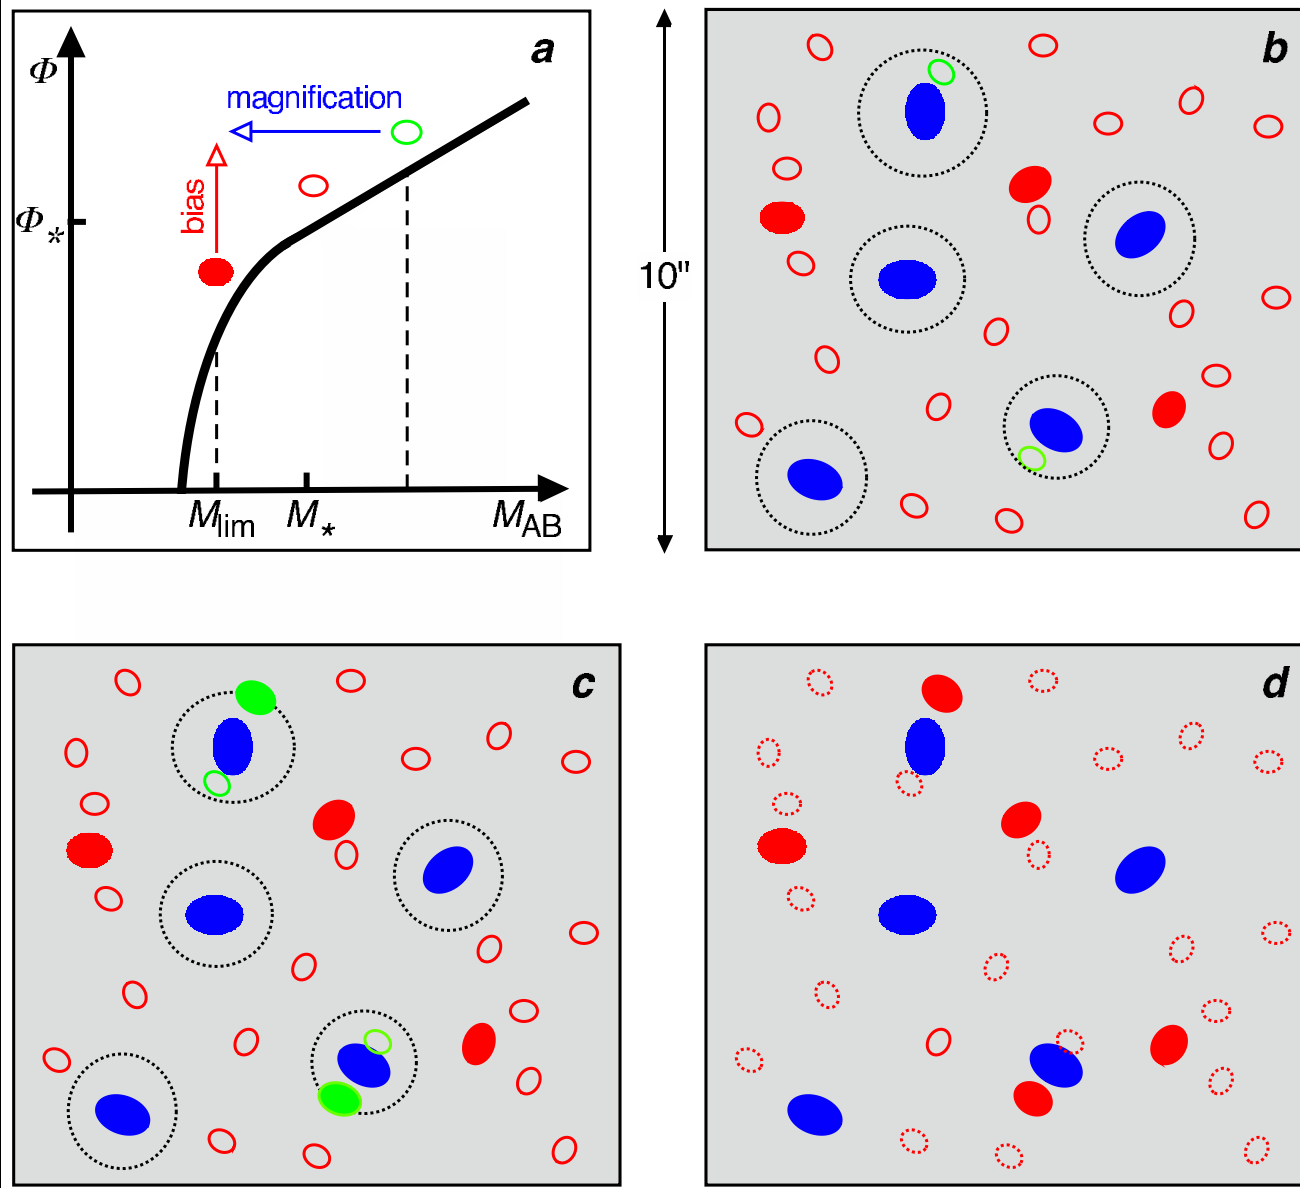 a
Φ
magnification
bias
Φ*
Mlim
M*
MAB
10"
b
c
d